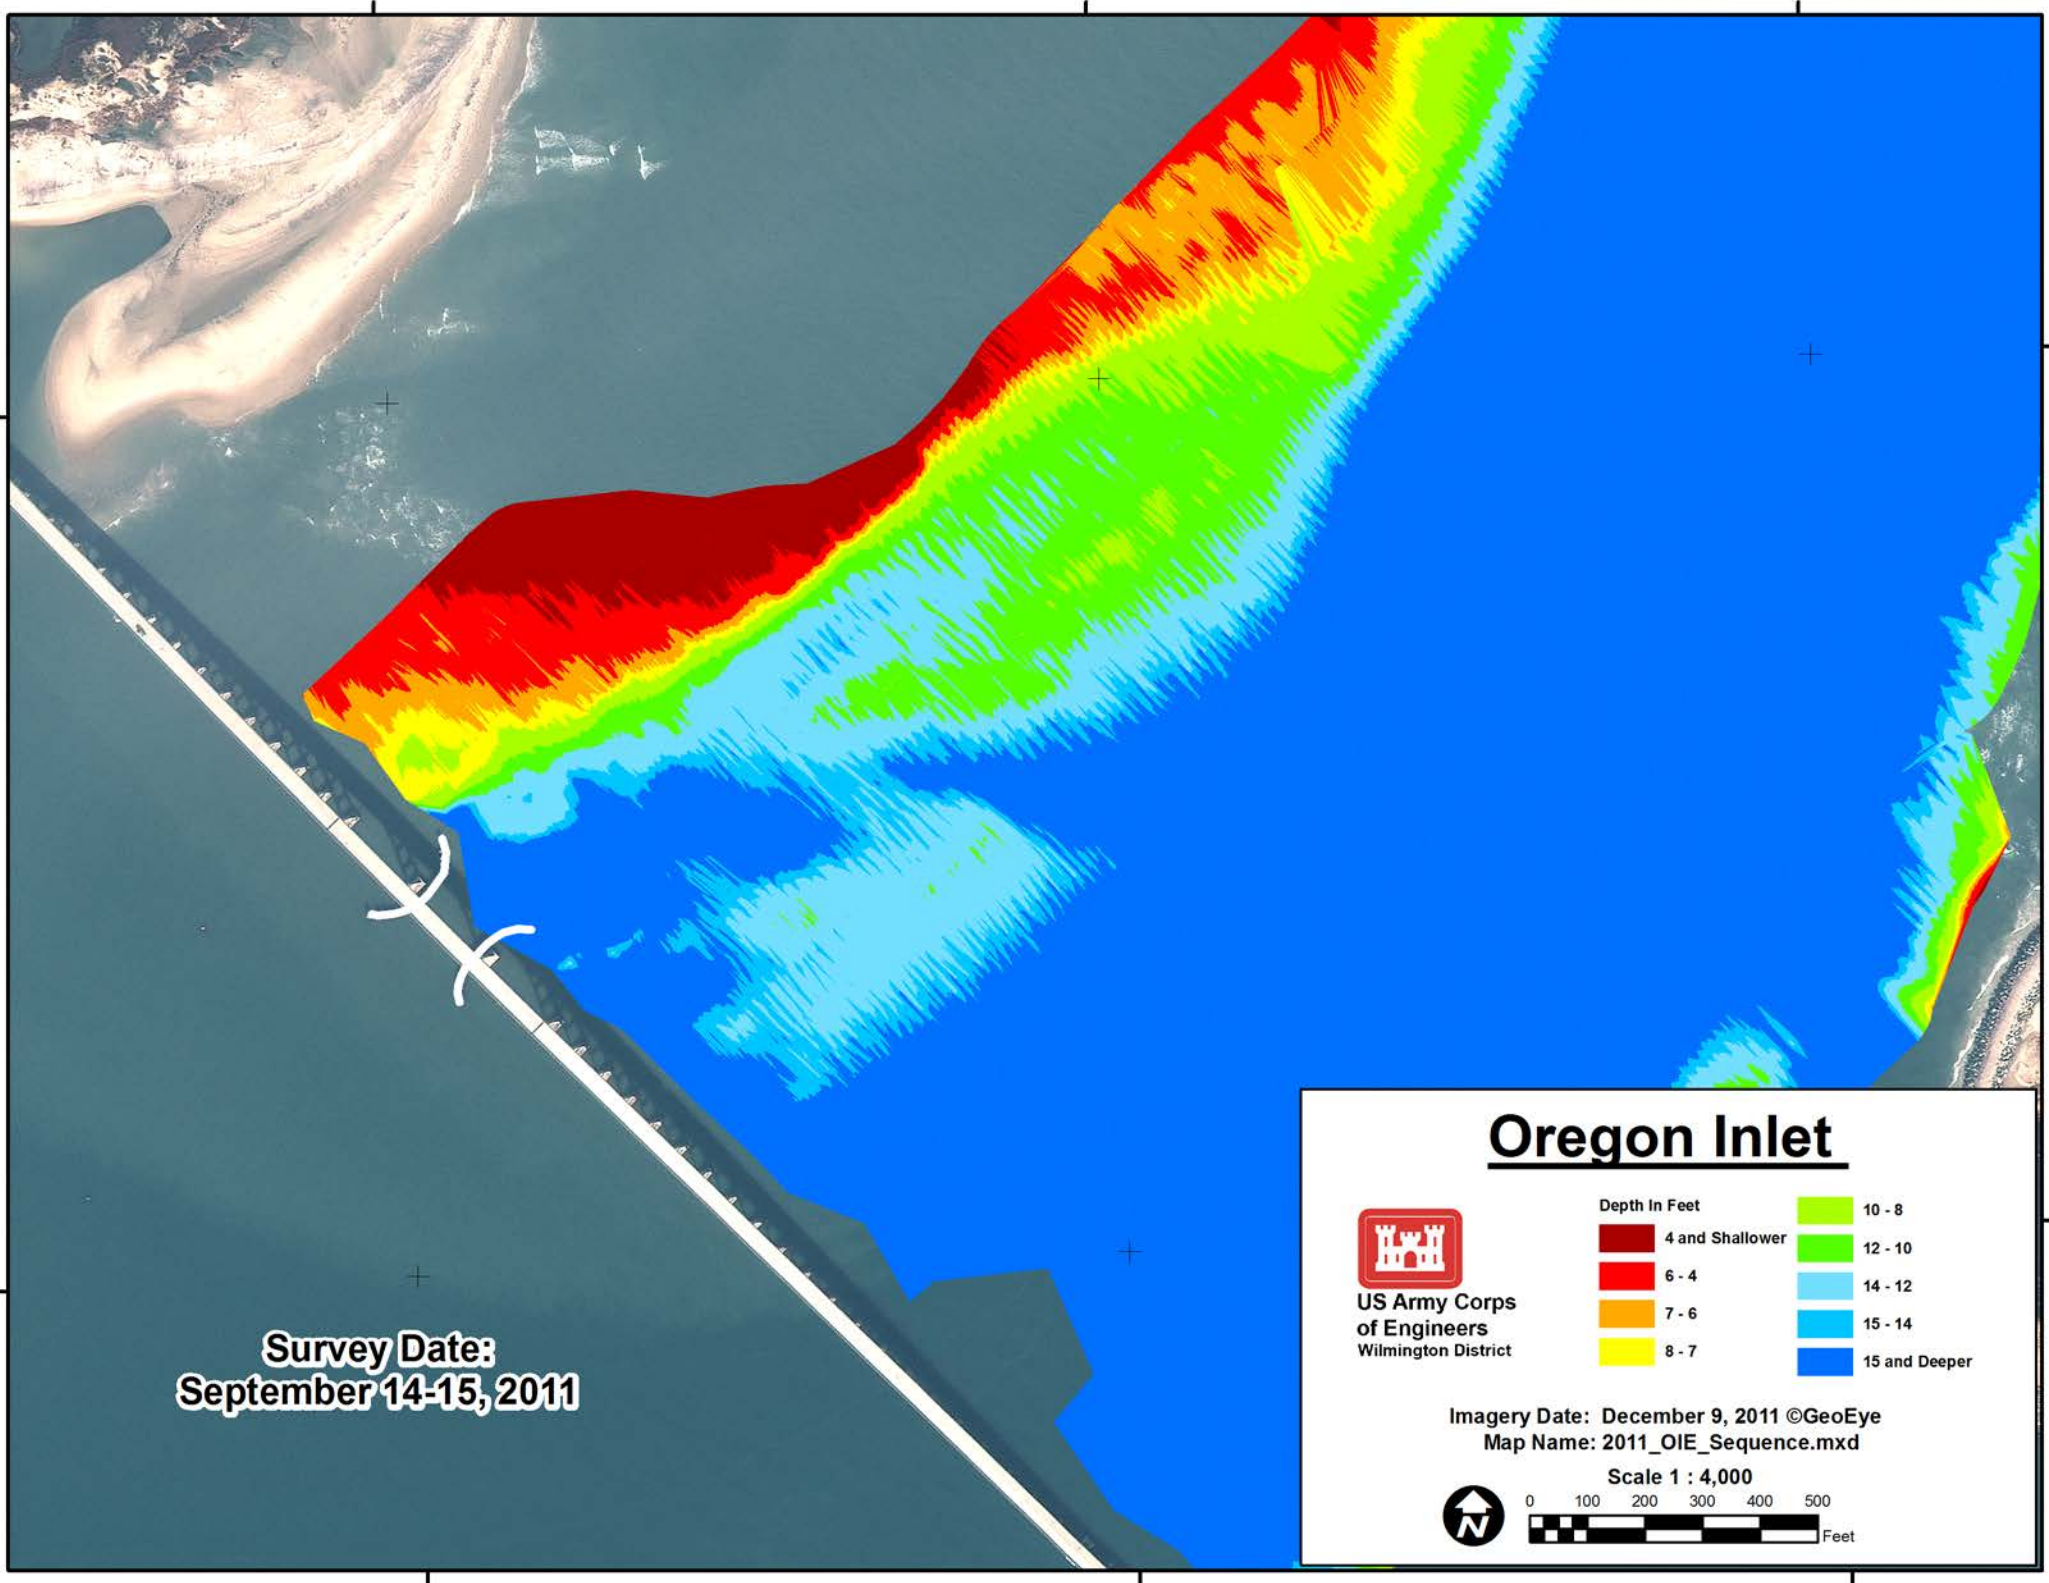 Survey Date:
September 14-15, 2011
Oregon Inlet
US Army Corps
of Engineers
Wilmington District
Depth In Feet
4 and Shallower
6 - 4
7 - 6
8 - 7
10 - 8
12 - 10
14 - 12
15 - 14
15 and Deeper
Imagery Date: December 9, 2011 ©GeoEye
Map Name: 2011_OIE_Sequence.mxd
Scale 1 : 4,000
N
0 100 200 300 400 500
Feet